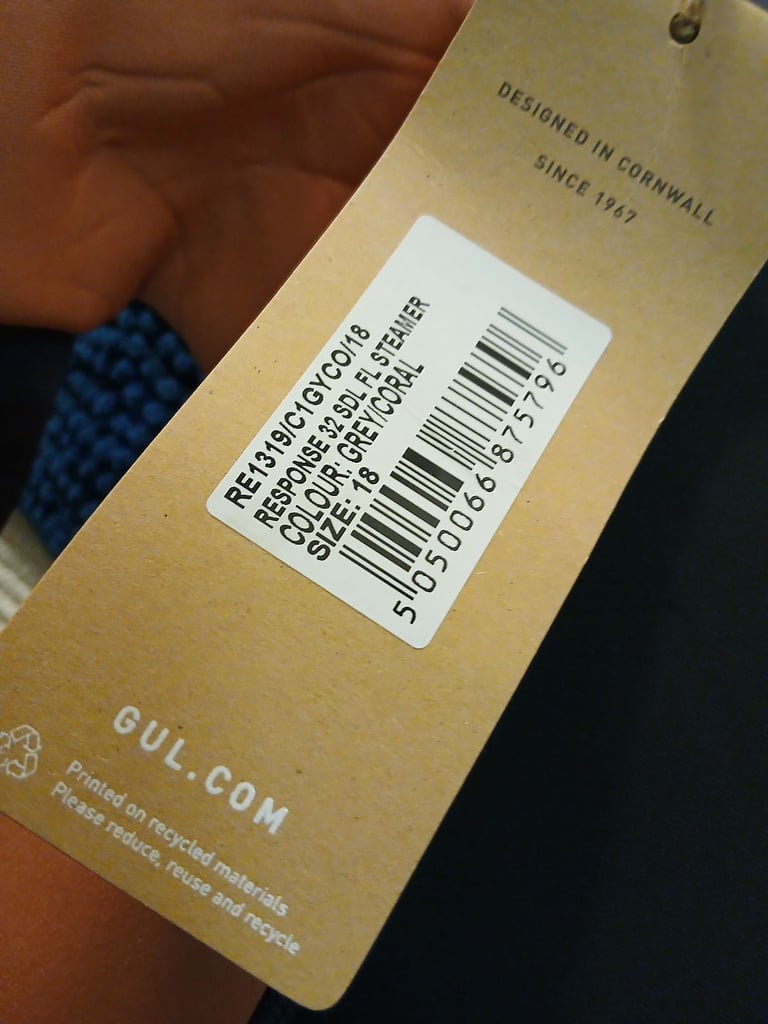 DESIGNED IN CORNWALL
SINCE 1967
RE1319/C1GYCO/18
RESPONSE 32 SDL FL STEAMER
COLOUR: GREY/CORAL
SIZE: 18
5 050066 875796
GUL.COM
Printed on recycled materials
Please reduce, reuse and recycle